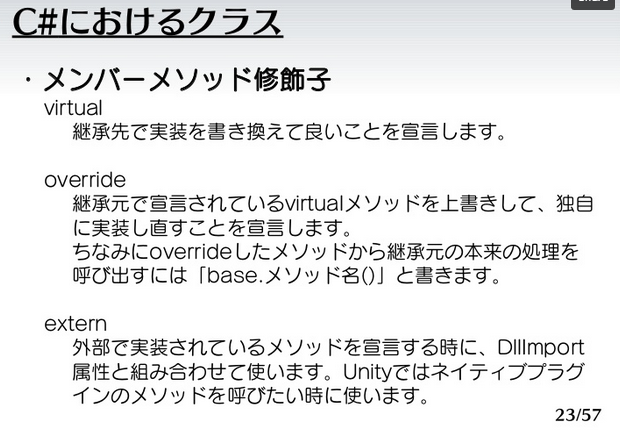 C#におけるクラス
・メンバーメソッド修飾子
virtual
継承先で実装を書き換えて良いことを宣言します。
override
継承元で宣言されているvirtualメソッドを上書きして、独自
に実装し直すことを宣言します。
ちなみにoverrideしたメソッドから継承元の本来の処理を
呼び出すには「base.メソッド名()」と書きます。
extern
外部で実装されているメソッドを宣言する時に、DllImport
属性と組み合わせて使います。Unityではネイティブプラグ
インのメソッドを呼びたい時に使います。
23/57